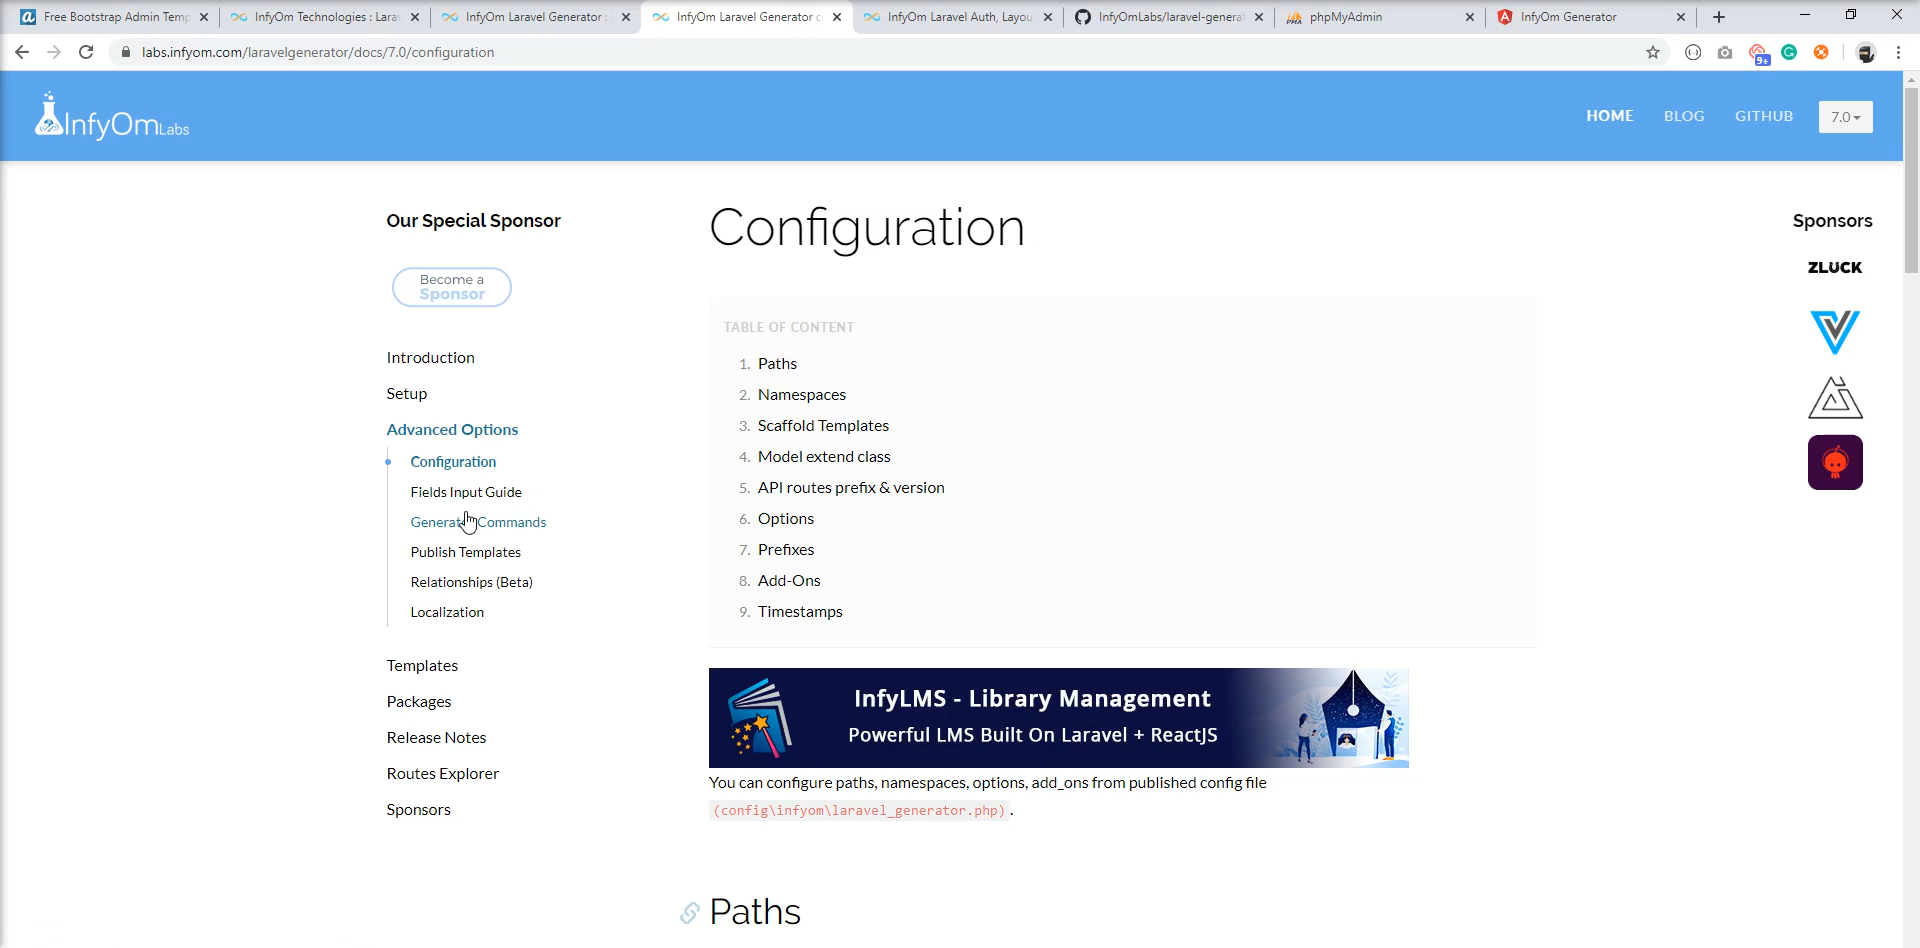 Free Bootstrap Admin Temp
InfyOm Technologies : Larav
InfyOm Laravel Generator :
InfyOm Laravel Generator c
InfyOm Laravel Auth, Layou
InfyOmLabs/laravel-generat
PMA
phpMyAdmin
InfyOm Generator
labs.infyom.com/laravelgenerator/docs/7.0/configuration
9+
InfyOmLabs
HOME
BLOG
GITHUB
7.0
Our Special Sponsor
Become a
Sponsor
Introduction
Setup
Advanced Options
Configuration
Fields Input Guide
Commands
Publish Templates
Relationships (Beta)
Localization
Templates
Packages
Release Notes
Routes Explorer
Sponsors
Configuration
TABLE OF CONTENT
1. Paths
2. Namespaces
3. Scaffold Templates
4. Model extend class
5. API routes prefix & version
6. Options
7. Prefixes
8. Add-Ons
9. Timestamps
InfyLMS - Library Management
Powerful LMS Built On Laravel + ReactJS
You can configure paths, namespaces, options, add_ons from published config file
(config\infyom\laravel_generator.php).
Paths
Sponsors
ZLUCK